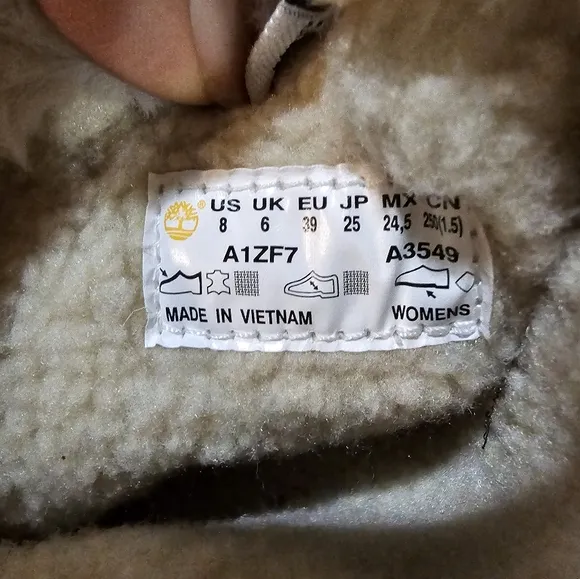 US UK EU JP MX CN
8 6 39 25 24,5 250(1.5)
A1ZF7 A3549
MADE IN VIETNAM WOMENS